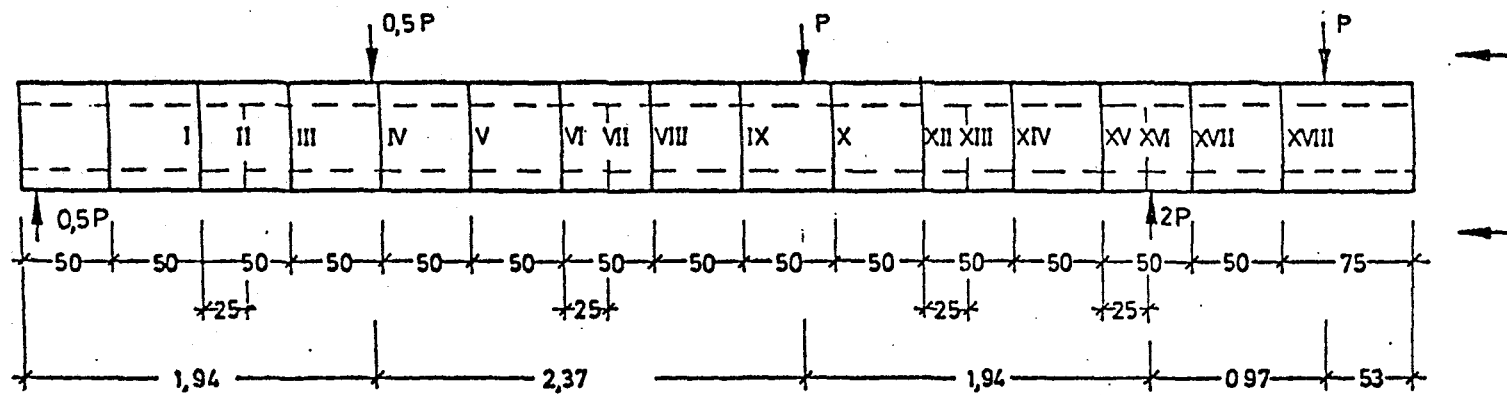 0,5P P P
I II III IV V VI VII VIII IX X XII XIII XIV XV XVI XVII XVIII
0,5P 2P
50 50 50 50 50 50 50 50 50 50 50 50 50 50 75
25 25 25 25
1,94 2,37 1,94 0 97 53